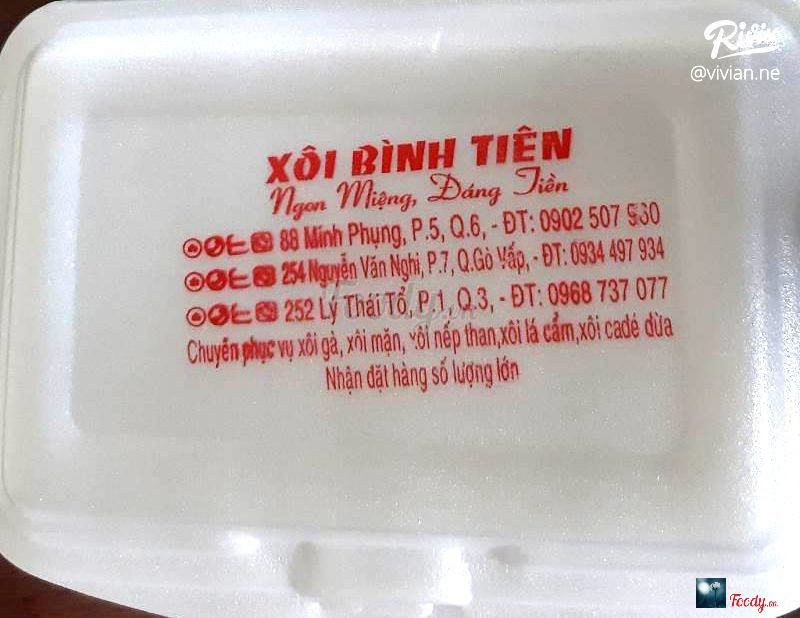 @vivian.ne
XÔI BÌNH TIÊN
Ngon Miệng, Đáng Tiền
88 Minh Phụng, P.5, Q.6, - ĐT: 0902 507
254 Nguyễn Văn Nghi, P.7, Q.Gò Vấp, - ĐT: 0934 497 934
252 Lý Thái Tổ, P.1, Q.3, - ĐT: 0968 737 077
Chuyên phục vụ xôi gà, xôi mặn, xôi nếp than,xôi lá cẩm,xôi cadé dừa
Nhận đặt hàng số lượng lớn
Foody.vn
Foody.vn